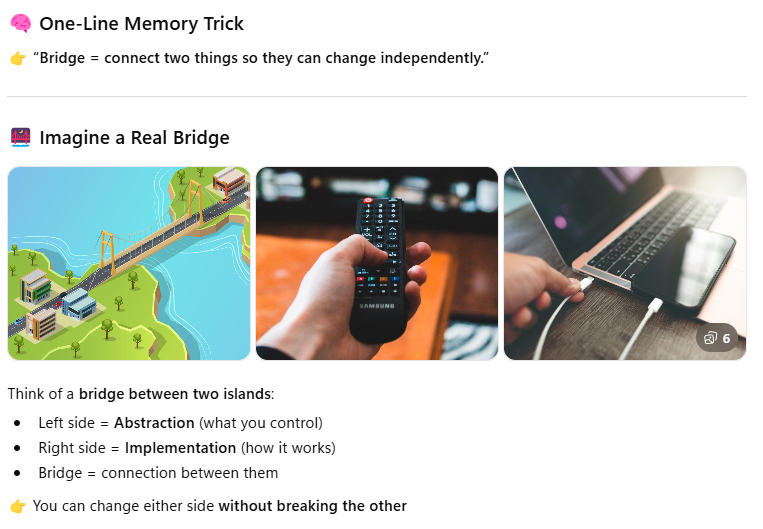 🧠 One-Line Memory Trick
👉 “Bridge = connect two things so they can change independently.”
🌉 Imagine a Real Bridge
SAMSUNG
6
Think of a bridge between two islands:
• Left side = Abstraction (what you control)
• Right side = Implementation (how it works)
• Bridge = connection between them
👉 You can change either side without breaking the other